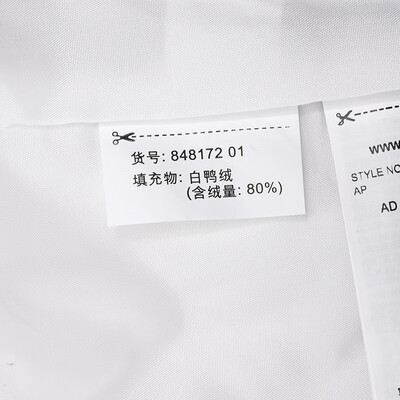 货号: 848172 01
填充物: 白鸭绒
(含绒量: 80%)
www.
STYLE NO
AP
AD